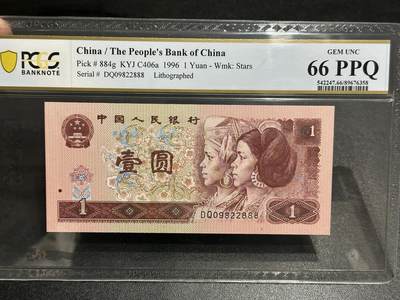 PCGS
BANKNOTE
China / The People's Bank of China
Pick # 884g KYJ C406a 1996 1 Yuan - Wmk: Stars
Serial # DQ09822888 Lithographed
GEM UNC
66 PPQ
542247.66/89676358
中国人民银行
1
壹圆
DQ09822888
1
1